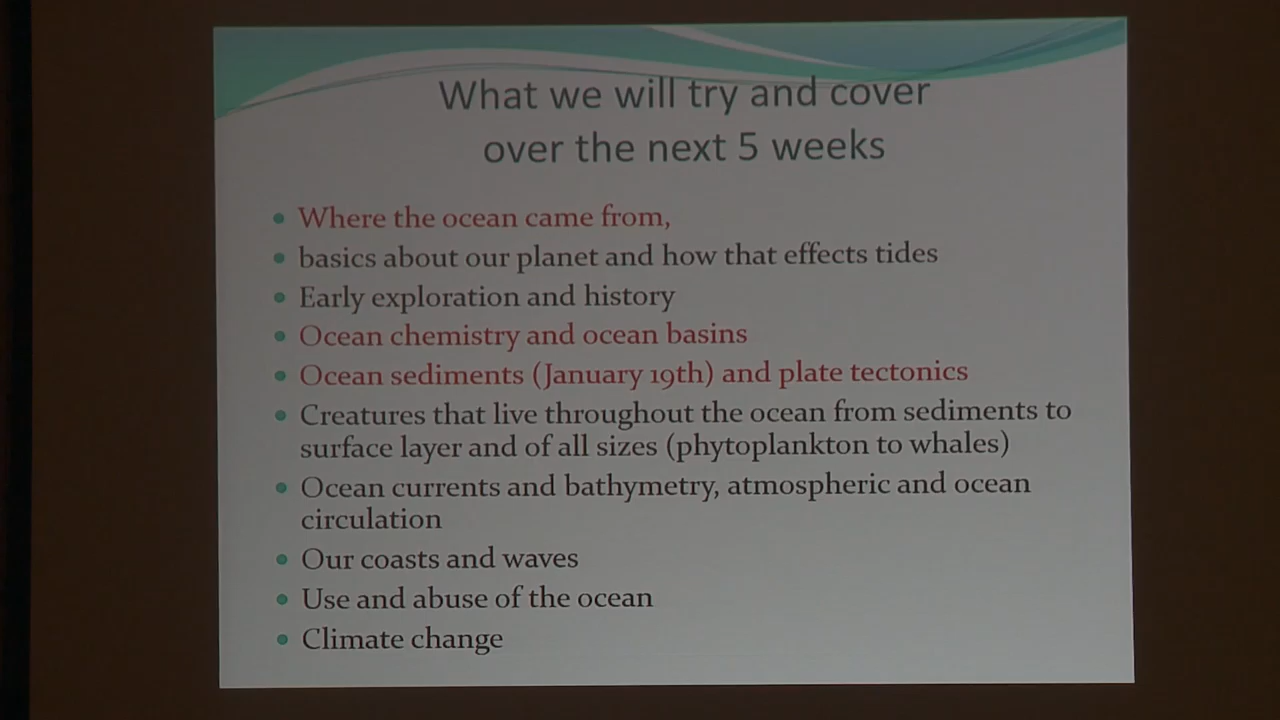 What we will try and cover
over the next 5 weeks
• Where the ocean came from,
• basics about our planet and how that effects tides
• Early exploration and history
• Ocean chemistry and ocean basins
• Ocean sediments (January 19th) and plate tectonics
• Creatures that live throughout the ocean from sediments to
surface layer and of all sizes (phytoplankton to whales)
• Ocean currents and bathymetry, atmospheric and ocean
circulation
• Our coasts and waves
• Use and abuse of the ocean
• Climate change